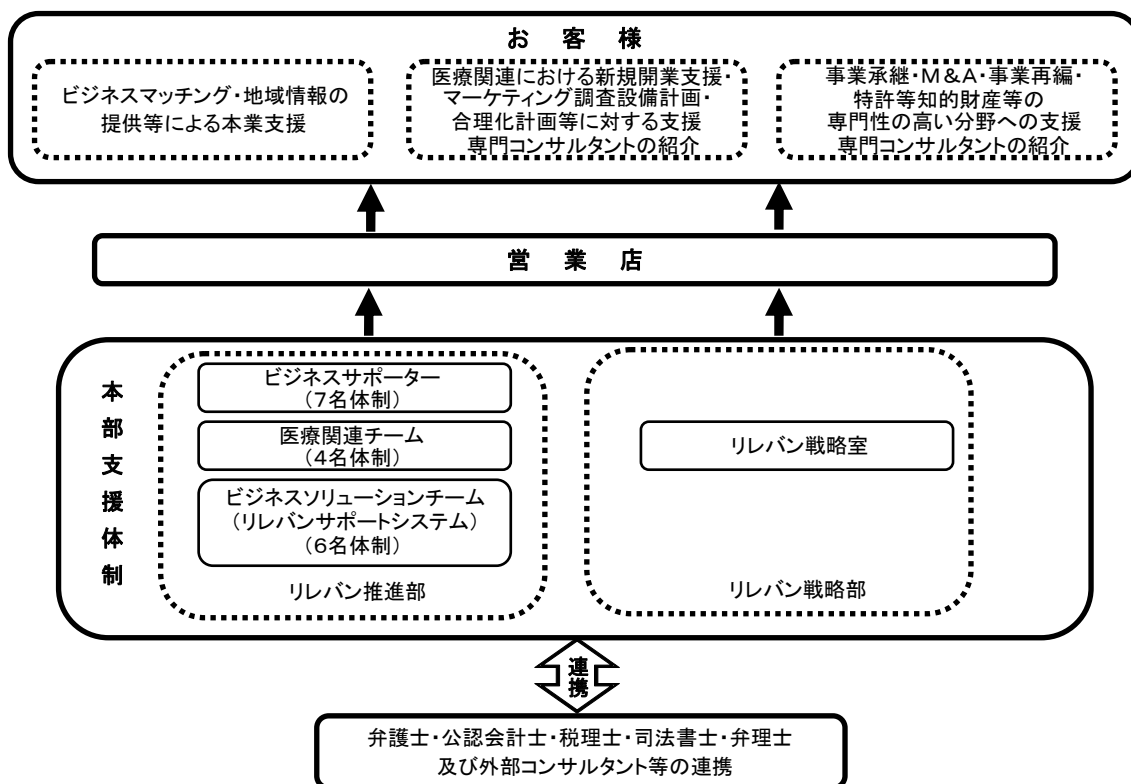 お客様
ビジネスマッチング・地域情報の
提供等による本業支援
医療関連における新規開業支援・
マーケティング調査設備計画・
合理化計画等に対する支援
専門コンサルタントの紹介
事業承継・M&A・事業再編・
特許等知的財産等の
専門性の高い分野への支援
専門コンサルタントの紹介
営業店
本部支援体制
ビジネスサポーター
(7名体制)
医療関連チーム
(4名体制)
ビジネスソリューションチーム
(リレバンサポートシステム)
(6名体制)
リレバン推進部
リレバン戦略室
リレバン戦略部
連携
弁護士・公認会計士・税理士・司法書士・弁理士
及び外部コンサルタント等の連携